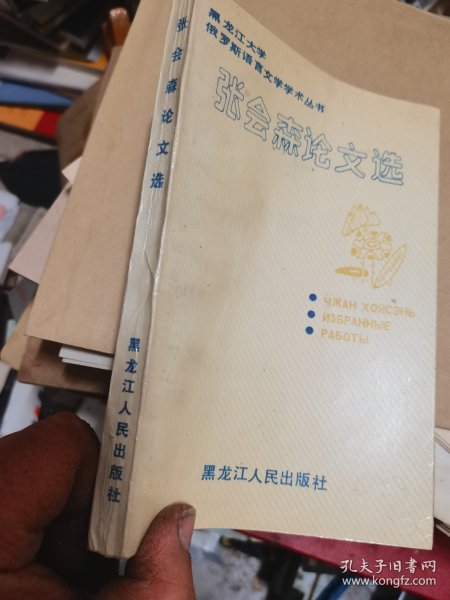 黑龙江大学
俄罗斯语言文学学术丛书
张会森论文选
ЧЖАН ХОЙСЭНЬ
ИЗБРАННЫЕ
РАБОТЫ
黑龙江人民出版社
张会森论文选
黑龙江人民出版社
孔夫子旧书网
www.kongfz.com